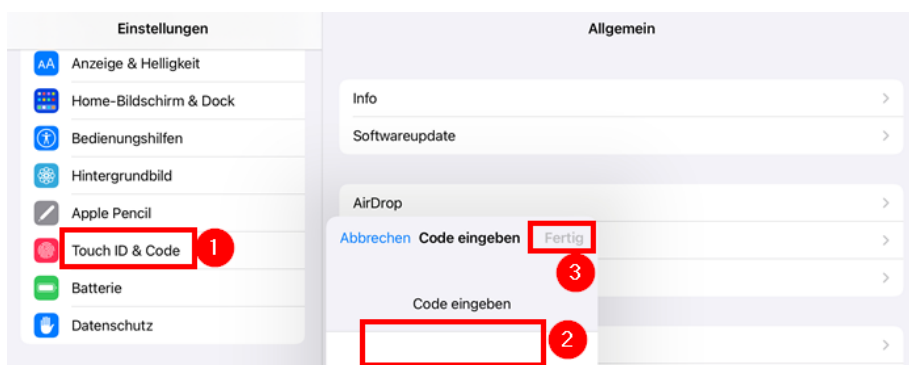 Einstellungen
Anzeige & Helligkeit
Home-Bildschirm & Dock
Bedienungshilfen
Hintergrundbild
Apple Pencil
Touch ID & Code
1
Batterie
Datenschutz
Allgemein
Info
Softwareupdate
AirDrop
Abbrechen Code eingeben Fertig
3
Code eingeben
2